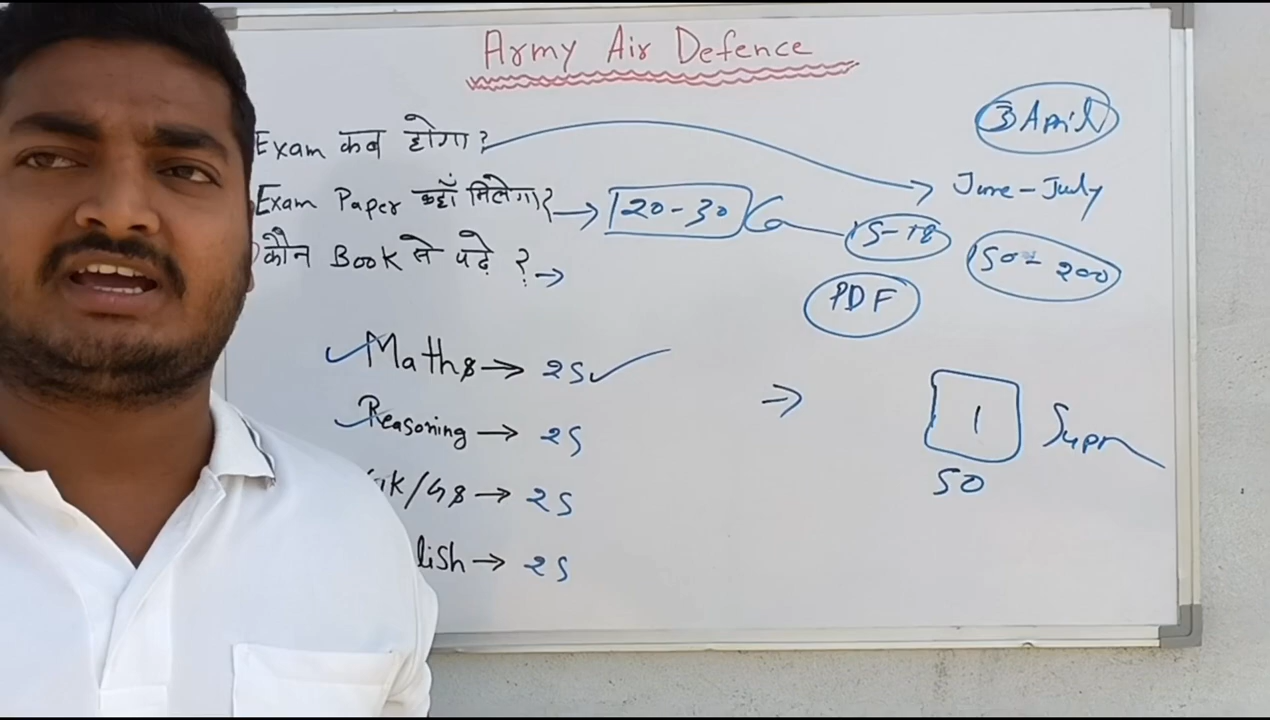 Army Air Defence
3 April
Exam कब होगा?
June - July
Exam Paper कहाँ मिलेगा? → 20-30
15-18
कौन Book से पढ़े ? →
150 - 200
PDF
Maths → 25
→
1
Reasoning → 25
50
GK/GS → 25
lish → 25